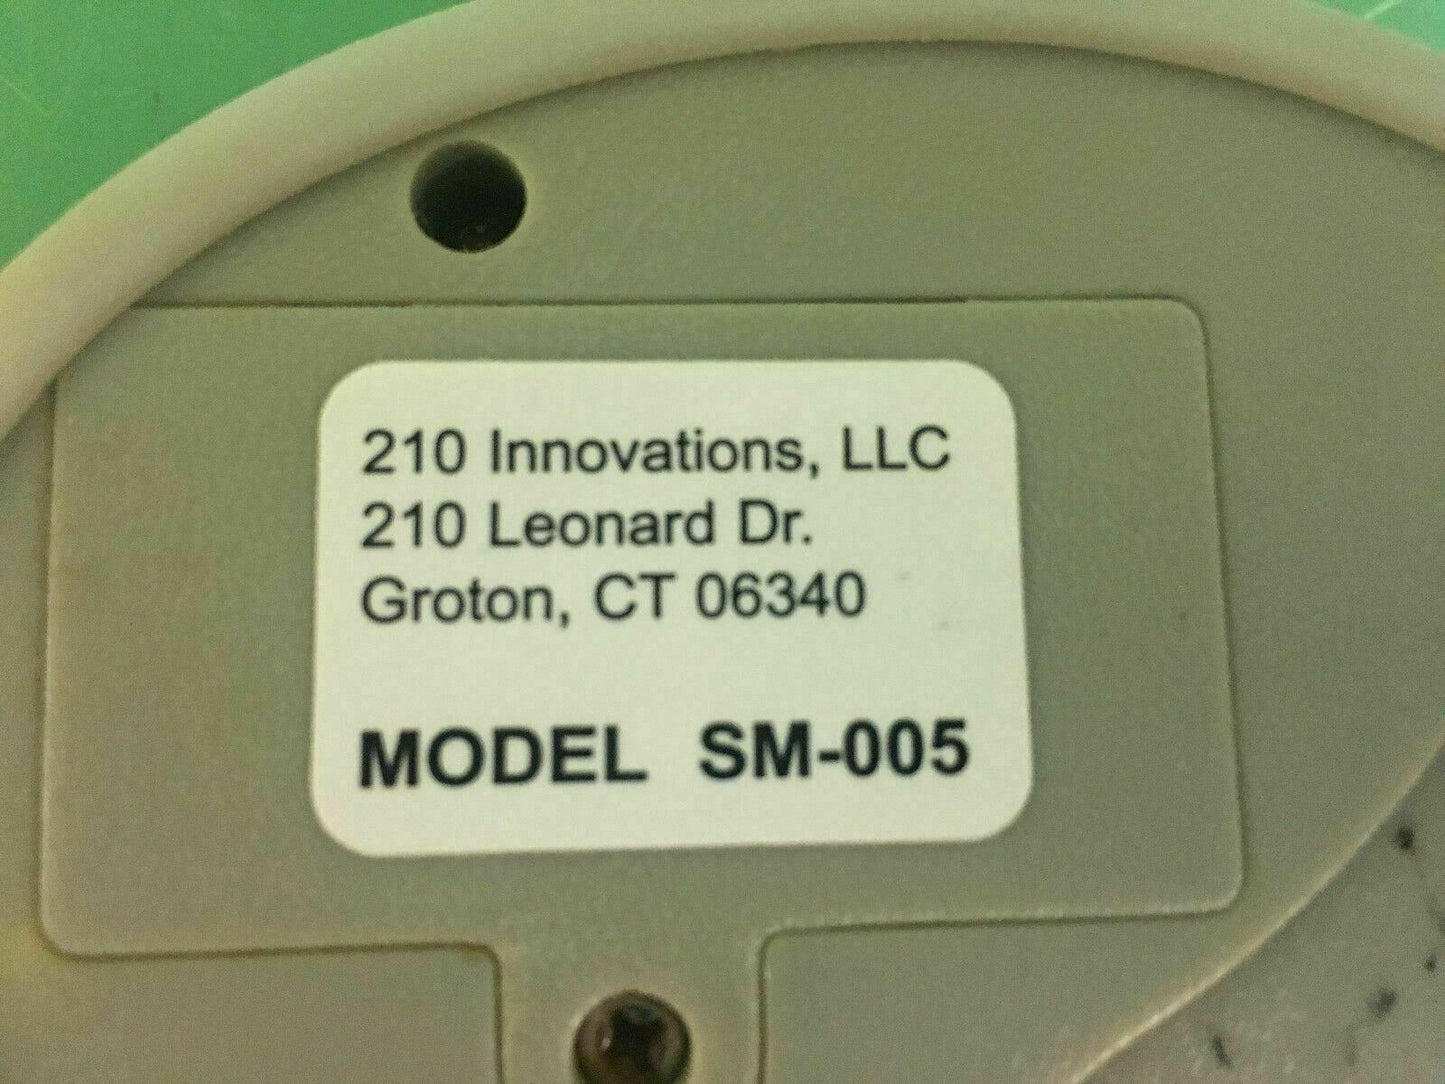 210 Innovations, LLC
210 Leonard Dr.
Groton, CT 06340
MODEL SM-005